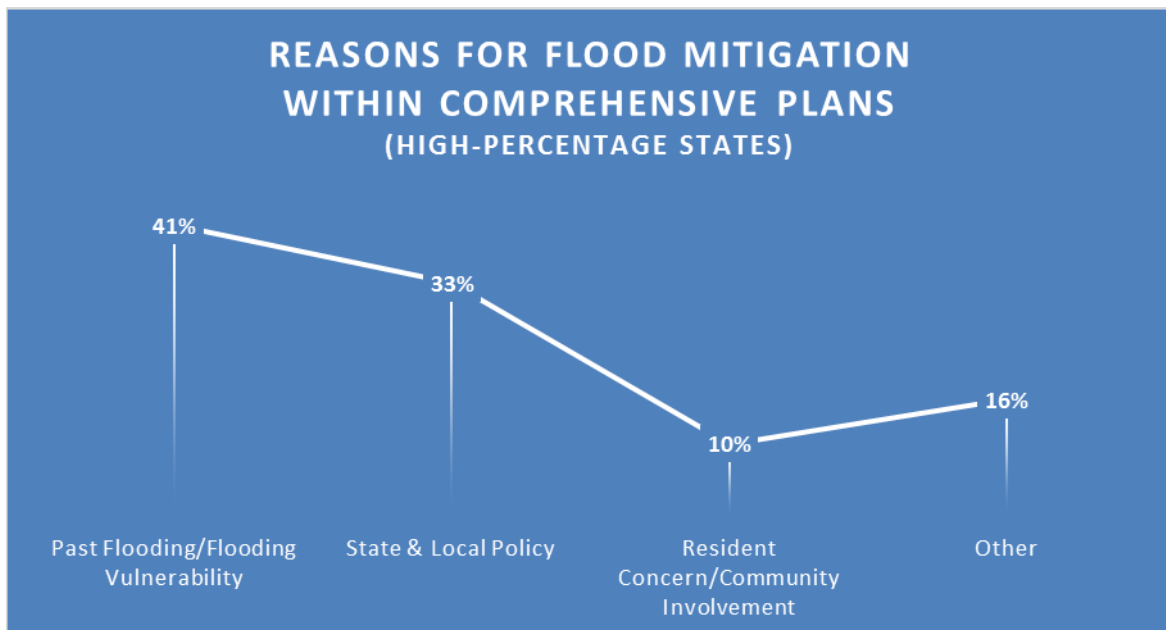 REASONS FOR FLOOD MITIGATION
WITHIN COMPREHENSIVE PLANS
(HIGH-PERCENTAGE STATES)
41%
33%
10%
16%
Past Flooding/Flooding
Vulnerability
State & Local Policy
Resident
Concern/Community
Involvement
Other